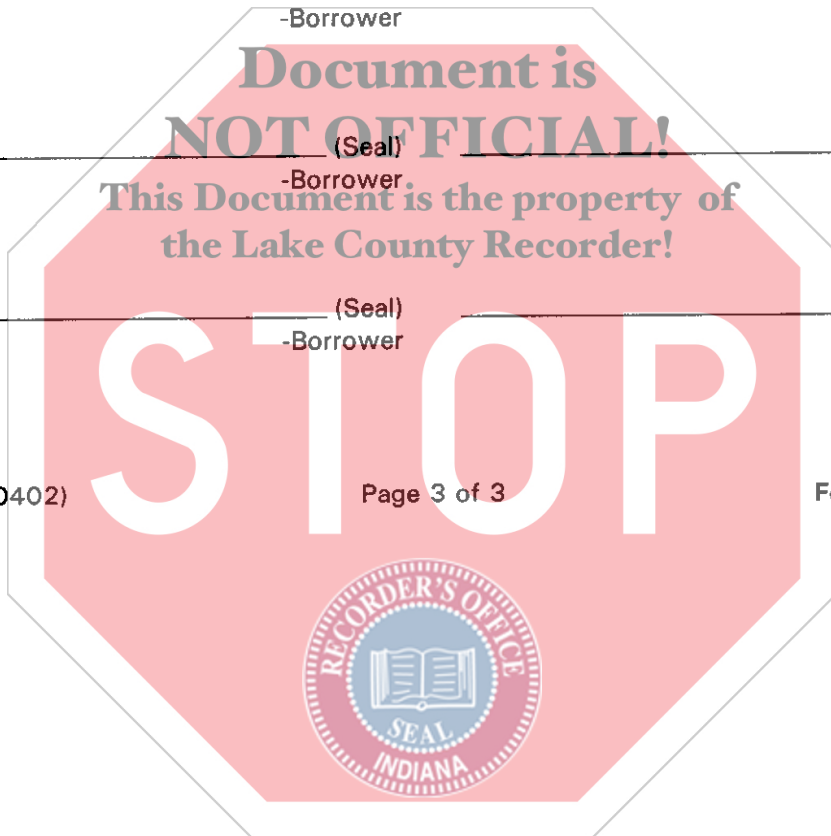 -Borrower
Document is
NOT OFFICIAL!
(Seal)
-Borrower
This Document is the property of
the Lake County Recorder!
(Seal)
-Borrower
STOP
0402)
Page 3 of 3
RECORDER'S OFFICE
SEAL
INDIANA